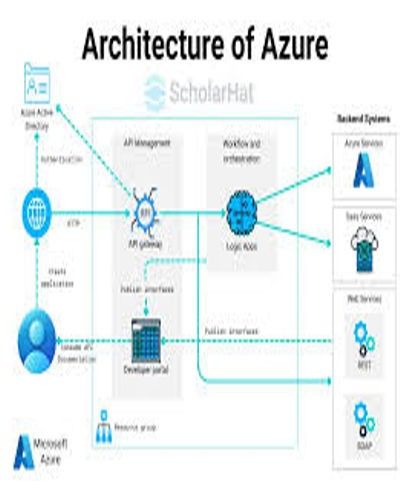 Architecture of Azure
ScholarHat
Azure Active
Directory
Authentication
HTTP
Create
application
Consume API
Documentation
API Management
API
API gateway
Workflow and
orchestration
Logic Apps
Publish interfaces
Publish interfaces
Developer portal
Resource group
Backend Systems
Azure Services
SaaS Services
Web Services
REST
SOAP
Microsoft
Azure